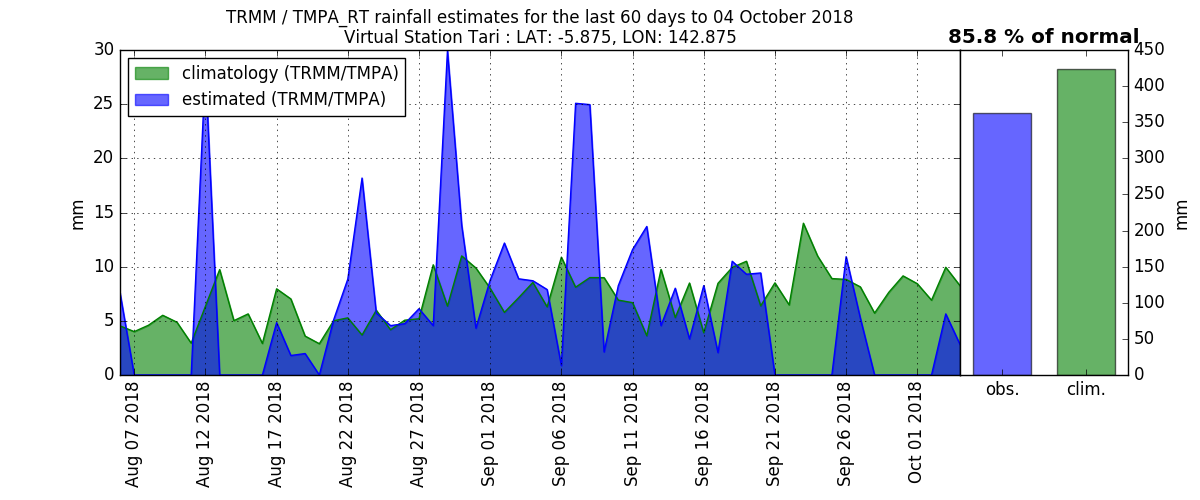 TRMM / TMPA_RT rainfall estimates for the last 60 days to 04 October 2018
Virtual Station Tari : LAT: -5.875, LON: 142.875
85.8 % of normal
climatology (TRMM/TMPA)
estimated (TRMM/TMPA)
mm
30
25
20
15
10
5
0
Aug 07 2018
Aug 12 2018
Aug 17 2018
Aug 22 2018
Aug 27 2018
Sep 01 2018
Sep 06 2018
Sep 11 2018
Sep 16 2018
Sep 21 2018
Sep 26 2018
Oct 01 2018
450
400
350
300
250
200
150
100
50
0
mm
obs.
clim.